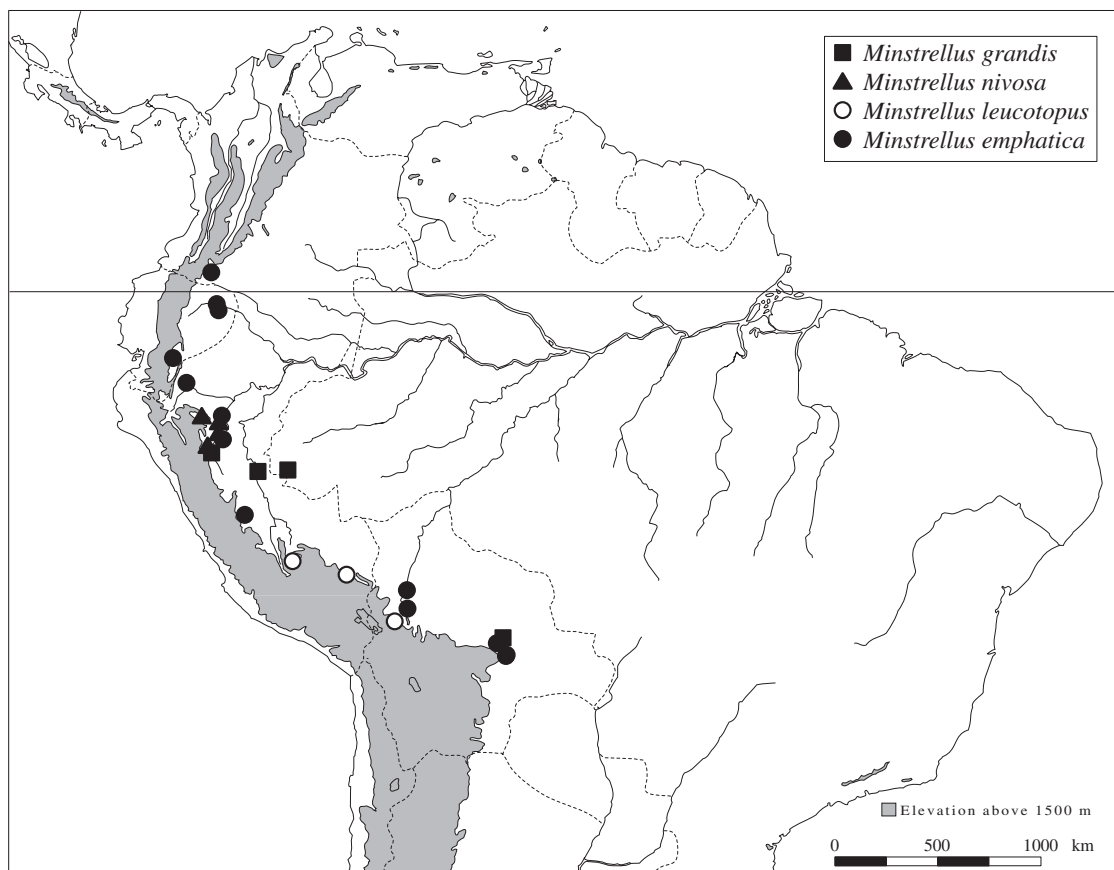 Minstrellus grandis
Minstrellus nivosa
Minstrellus leucotopus
Minstrellus emphatica
Elevation above 1500 m
0 500 1000 km